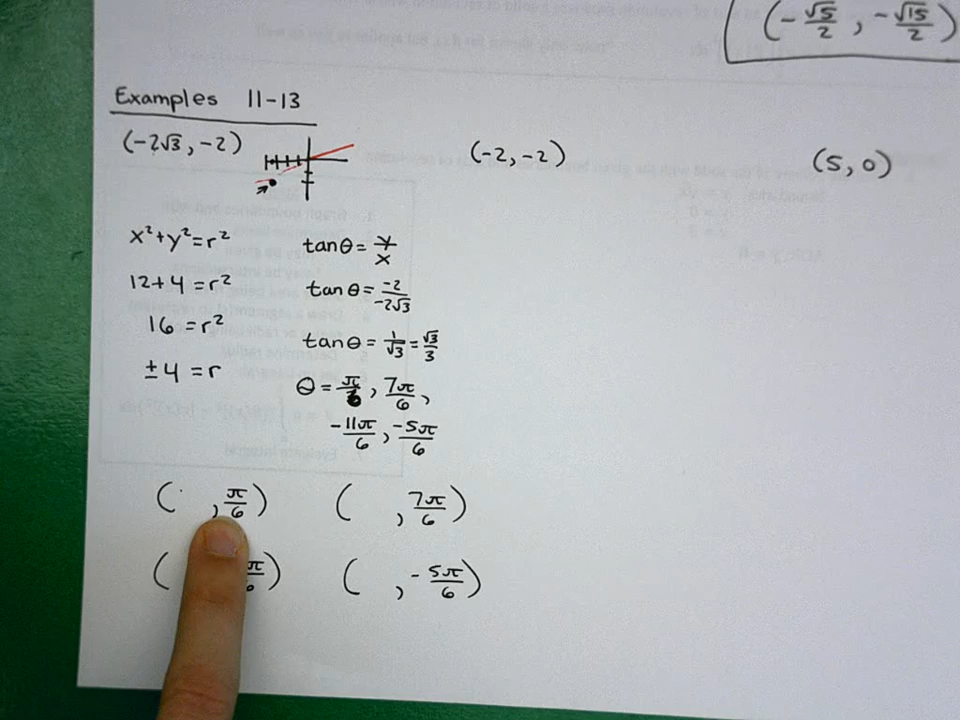 (-√5/2, -√15/2)
Examples 11-13
(-2√3, -2)
(-2, -2)
(5, 0)
x²+y²=r²
tanθ = y/x
12+4 = r²
tanθ = -2/-2√3
16 = r²
tanθ = 1/√3 = √3/3
±4 = r
θ = π/6, 7π/6,
-11π/6, -5π/6
( , π/6)
( , 7π/6)
( π/6)
( , -5π/6)